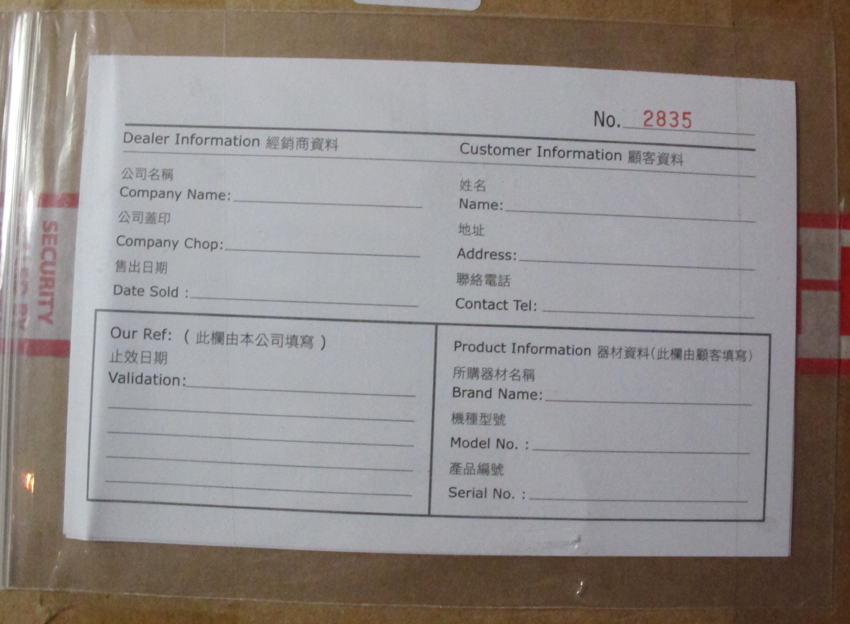 No. 2835
Dealer Information 經銷商資料
公司名稱
Company Name:
公司蓋印
Company Chop:
售出日期
Date Sold :
Customer Information 顧客資料
姓名
Name:
地址
Address:
聯絡電話
Contact Tel:
Our Ref: ( 此欄由本公司填寫 )
止效日期
Validation:
Product Information 器材資料(此欄由顧客填寫)
所購器材名稱
Brand Name:
機種型號
Model No. :
產品編號
Serial No. :
SECURITY